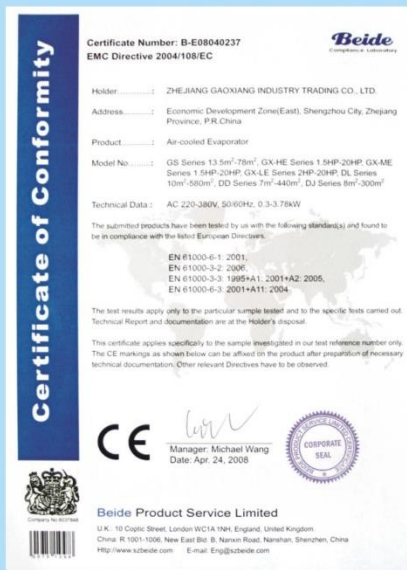 Certificate of Conformity
Certificate Number: B-E08040237
EMC Directive 2004/108/EC
Beide
Compliance Laboratory
Holder............: ZHEJIANG GAOXIANG INDUSTRY TRADING CO., LTD.
Address..........: Economic Development Zone(East), Shengzhou City, Zhejiang
Province, P.R.China
Product...........: Air-cooled Evaporator
Model No........: GS Series 13.5m²-78m², GX-HE Series 1.5HP-20HP, GX-ME
Series 1.5HP-20HP, GX-LE Series 2HP-20HP, DL Series
10m²-580m², DD Series 7m²-440m², DJ Series 8m²-300m²
Technical Data.: AC 220-380V, 50/60Hz, 0.3-3.78kW
The submitted products have been tested by us with the following standard(s) and found to
be in compliance with the listed European Directives.
EN 61000-6-1: 2001,
EN 61000-3-2: 2006,
EN 61000-3-3: 1995+A1: 2001+A2: 2005,
EN 61000-6-3: 2001+A11: 2004.
The test results apply only to the particular sample tested and to the specific tests carried out.
Technical Report and documentation are at the Holder's disposal.
This certificate applies specifically to the sample investigated in our test reference number only.
The CE markings as shown below can be affixed on the product after preparation of necessary
technical documentation. Other relevant Directives have to be observed.
CE
Manager: Michael Wang
Date: Apr. 24, 2008
BEIDE PRODUCT SERVICE LIMITED
CORPORATE
SEAL
Beide Product Service Limited
U.K.: 10 Coptic Street, London WC1A 1NH, England, United Kingdom.
China: R.1001-1006, New East Bld. B, Nanxin Road, Nanshan, Shenzhen, China
Http://www.szbeide.com E-mail: Eng@szbeide.com